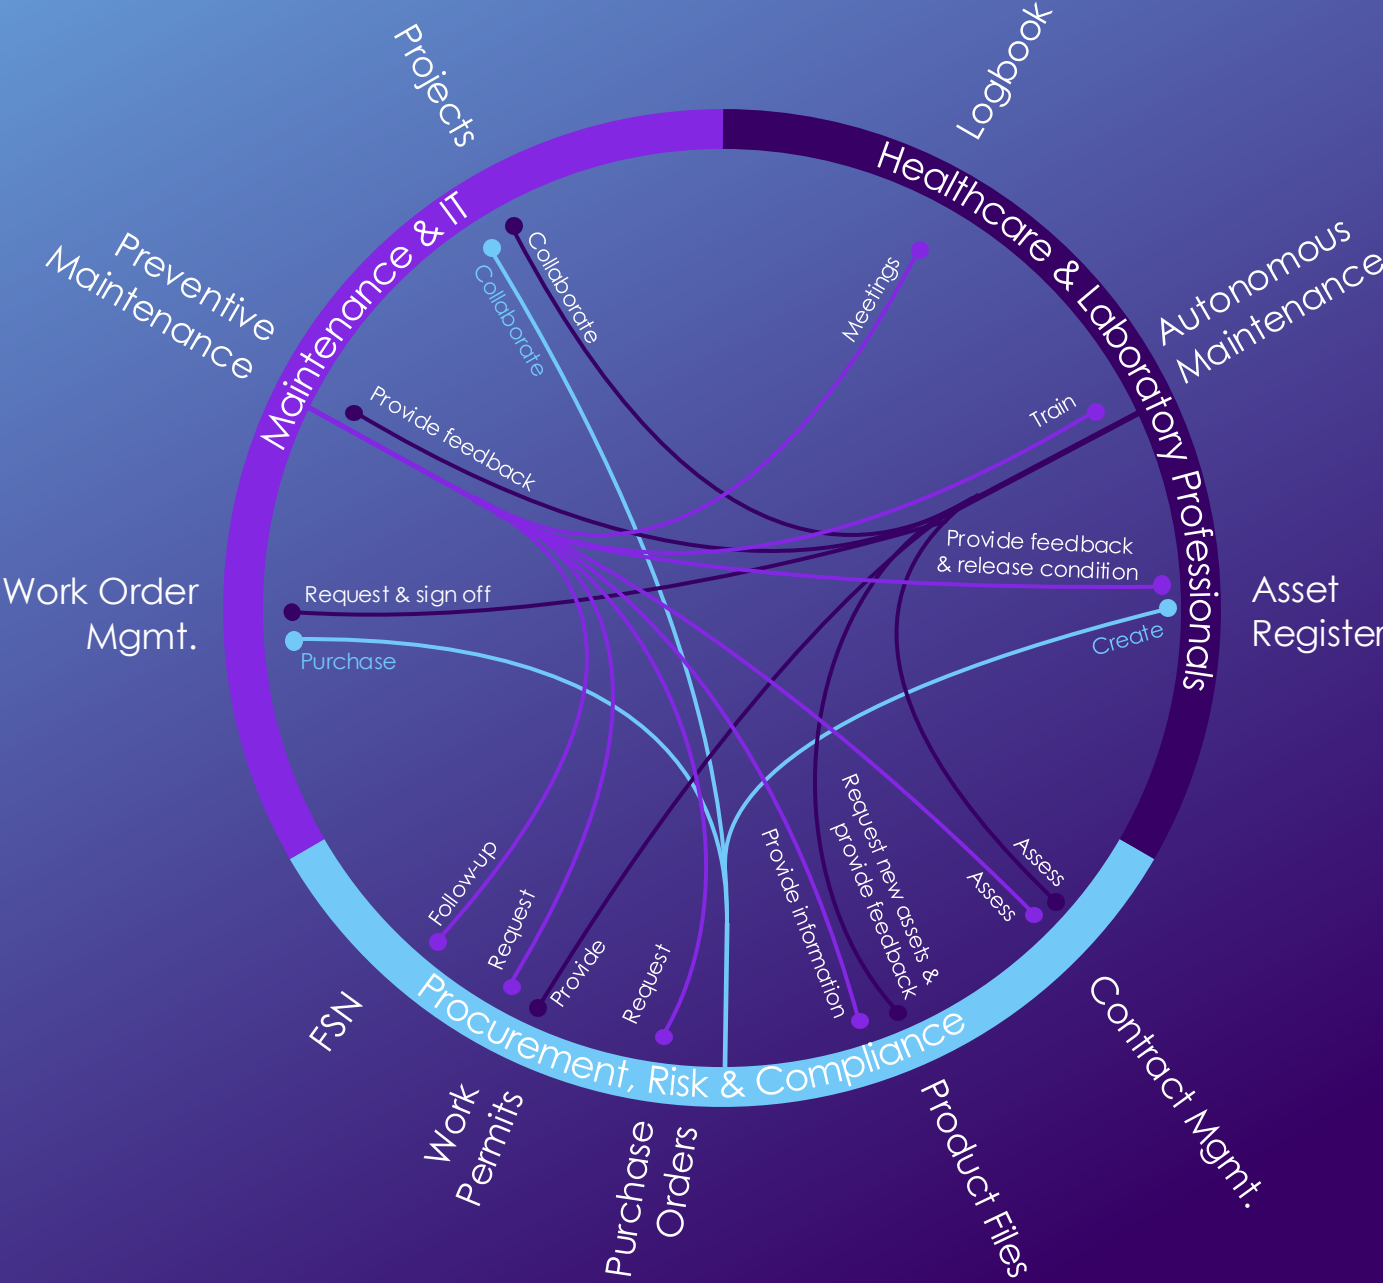 Projects
Logbook
Healthcare & Laboratory Professionals
Maintenance & IT
Preventive
Maintenance
Autonomous
Maintenance
Collaborate
Collaborate
Meetings
Provide feedback
Train
Provide feedback
& release condition
Work Order
Mgmt.
Request & sign off
Purchase
Create
Asset
Register
Follow-up
Request
Provide
Request
Provide information
Request new assets &
provide feedback
Assess
Assess
Procurement, Risk & Compliance
FSN
Work
Permits
Purchase
Orders
Product Files
Contract Mgmt.